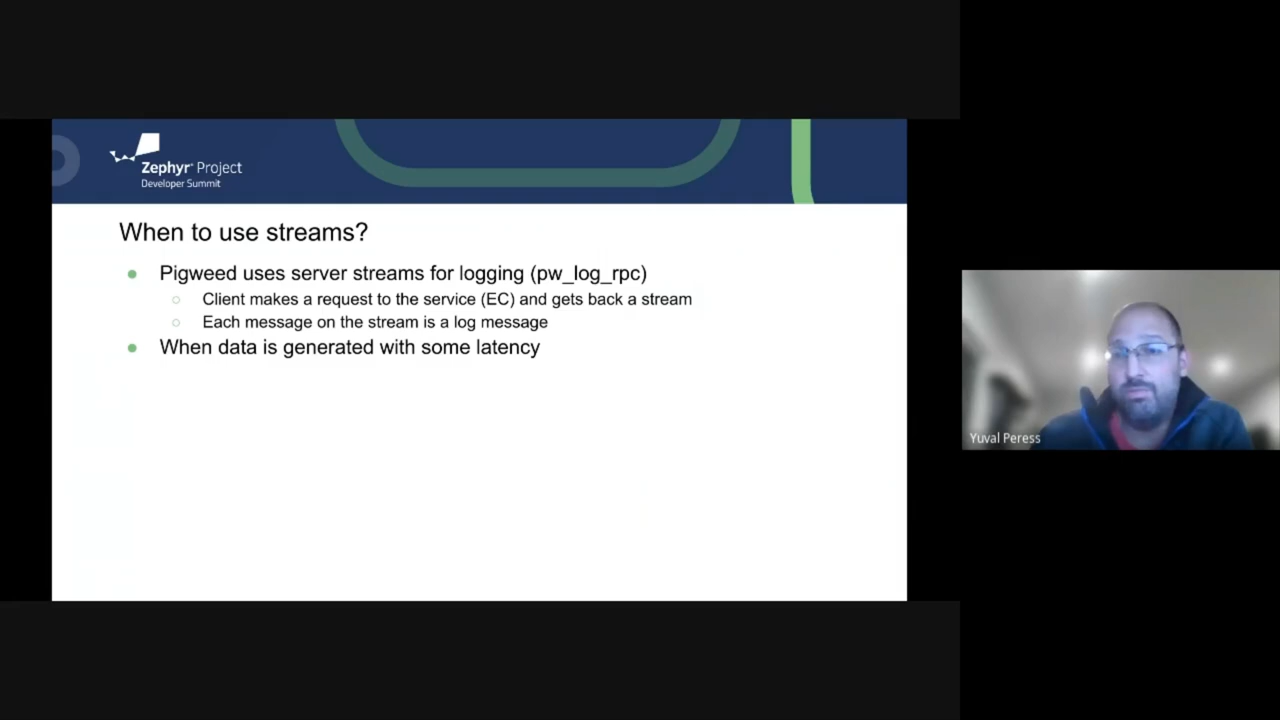 Zephyr® Project
Developer Summit
When to use streams?
● Pigweed uses server streams for logging (pw_log_rpc)
○ Client makes a request to the service (EC) and gets back a stream
○ Each message on the stream is a log message
● When data is generated with some latency
Yuval Peress